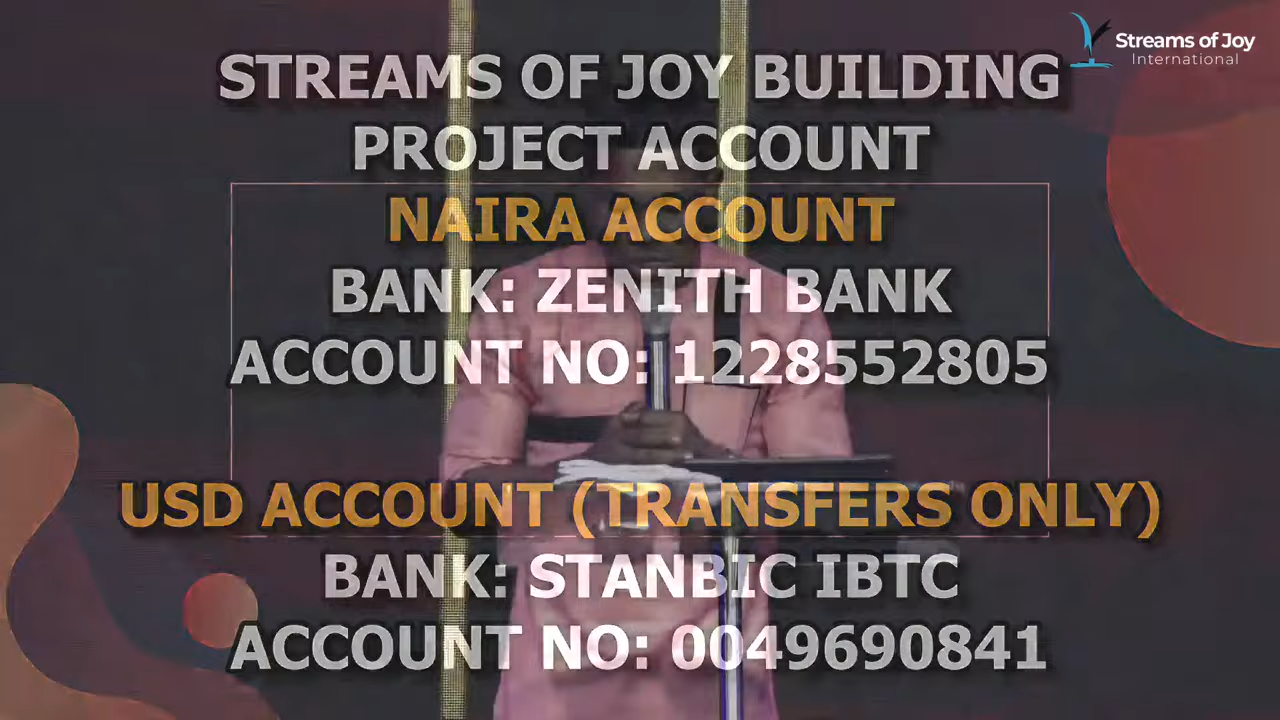 Streams of Joy
International
STREAMS OF JOY BUILDING
PROJECT ACCOUNT
NAIRA ACCOUNT
BANK: ZENITH BANK
ACCOUNT NO: 1228552805
USD ACCOUNT (TRANSFERS ONLY)
BANK: STANBIC IBTC
ACCOUNT NO: 0049690841